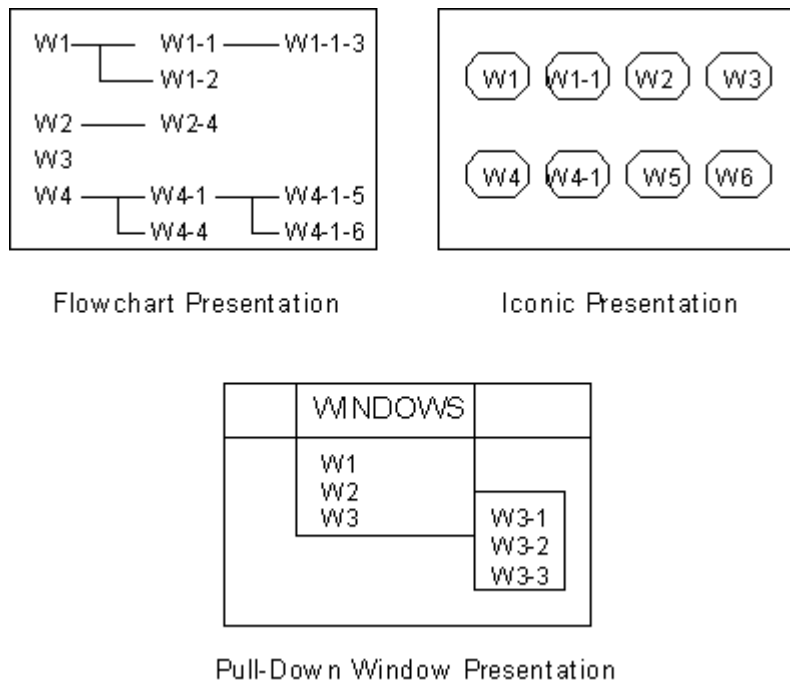 W1 W1-1 W1-1-3
W1-2
W2 W2-4
W3
W4 W4-1 W4-1-5
W4-4 W4-1-6
Flowchart Presentation
W1 W1-1 W2 W3
W4 W4-1 W5 W6
Iconic Presentation
WINDOWS
W1
W2
W3
W3-1
W3-2
W3-3
Pull-Down Window Presentation